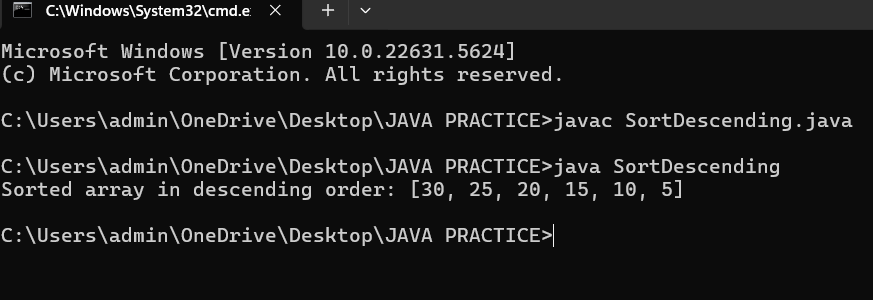 C:\Windows\System32\cmd.e
Microsoft Windows [Version 10.0.22631.5624]
(c) Microsoft Corporation. All rights reserved.
C:\Users\admin\OneDrive\Desktop\JAVA PRACTICE>javac SortDescending.java
C:\Users\admin\OneDrive\Desktop\JAVA PRACTICE>java SortDescending
Sorted array in descending order: [30, 25, 20, 15, 10, 5]
C:\Users\admin\OneDrive\Desktop\JAVA PRACTICE>